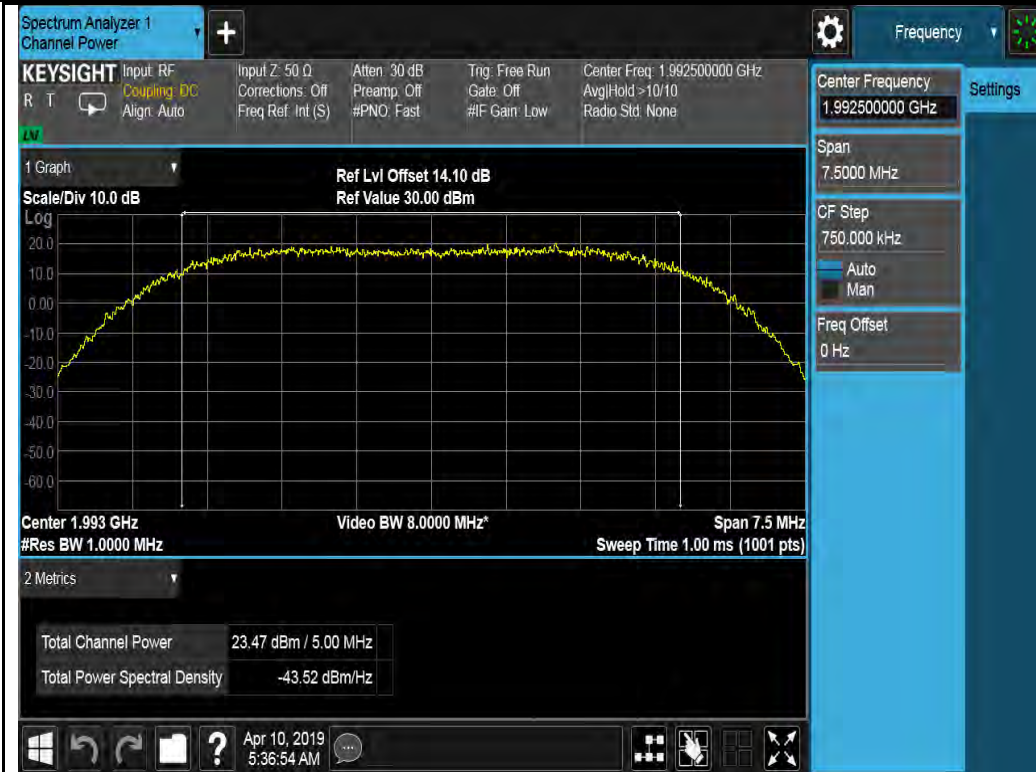 Spectrum Analyzer 1
Channel Power
+
Frequency
KEYSIGHT
R T
LNI
Input: RF
Coupling: DC
Align: Auto
Input Z: 50 Ω
Corrections: Off
Freq Ref: Int (S)
Atten: 30 dB
Preamp: Off
#PNO: Fast
Trig: Free Run
Gate: Off
#IF Gain: Low
Center Freq: 1.992500000 GHz
Avg|Hold >10/10
Radio Std: None
Center Frequency
1.992500000 GHz
Settings
Span
7.5000 MHz
CF Step
750.000 kHz
Auto
Man
Freq Offset
0 Hz
1 Graph
Scale/Div 10.0 dB
Ref Lvl Offset 14.10 dB
Ref Value 30.00 dBm
Log
20.0
10.0
0.00
-10.0
-20.0
-30.0
-40.0
-50.0
-60.0
Center 1.993 GHz
#Res BW 1.0000 MHz
Video BW 8.0000 MHz*
Span 7.5 MHz
Sweep Time 1.00 ms (1001 pts)
2 Metrics
Total Channel Power 23.47 dBm / 5.00 MHz
Total Power Spectral Density -43.52 dBm/Hz
?
Apr 10, 2019
5:36:54 AM